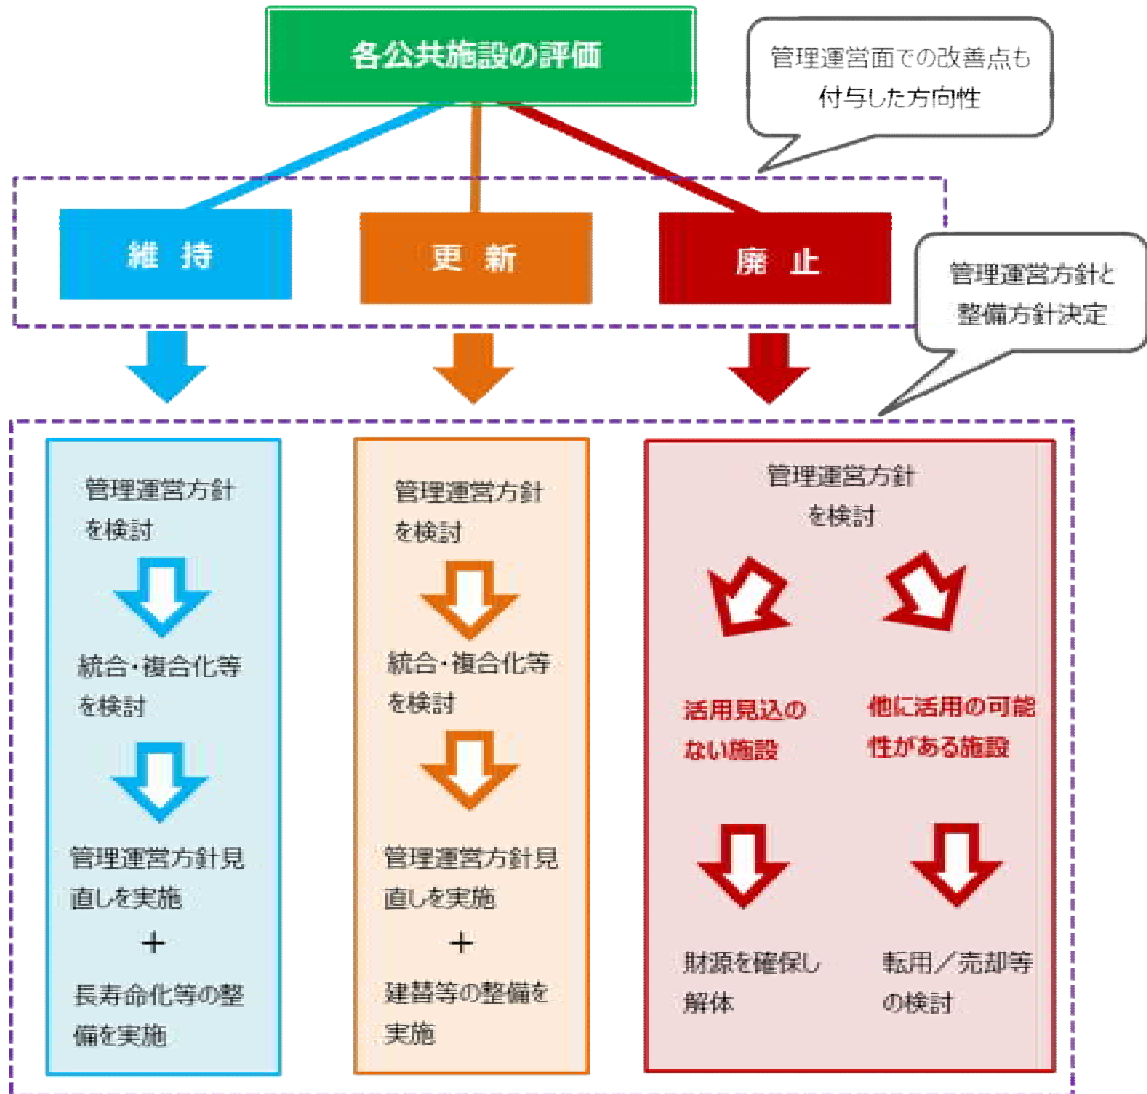 各公共施設の評価
管理運営面での改善点も
付与した方向性
維 持
更 新
廃 止
管理運営方針と
整備方針決定
管理運営方針
を検討
統合・複合化等
を検討
管理運営方針見
直しを実施
＋
長寿命化等の整
備を実施
管理運営方針
を検討
統合・複合化等
を検討
管理運営方針見
直しを実施
＋
建替等の整備を
実施
管理運営方針
を検討
活用見込の
ない施設
財源を確保し
解体
他に活用の可能
性がある施設
転用／売却等
の検討